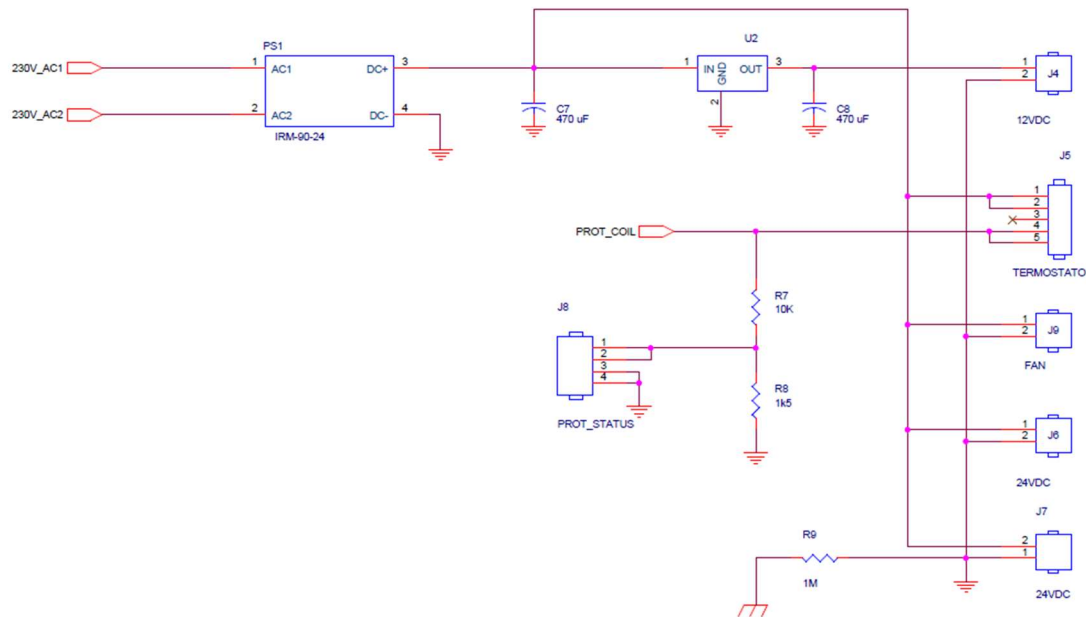 PS1
230V_AC1
1
AC1
DC+
3
230V_AC2
2
AC2
DC-
4
IRM-90-24
C7
470 uF
U2
1
IN
GND
OUT
3
2
C8
470 uF
1
2
J4
12VDC
J5
1
2
3
4
5
TERMOSTATO
PROT_COIL
R7
10K
J8
1
2
3
4
PROT_STATUS
R8
1k5
1
2
J9
FAN
1
2
J6
24VDC
J7
2
1
24VDC
R9
1M